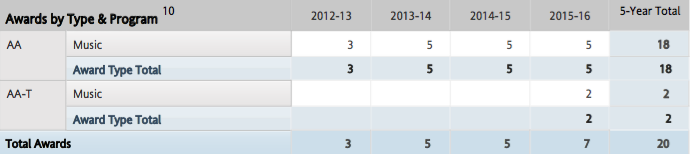 Awards by Type & Program 10 2012-13 2013-14 2014-15 2015-16 5-Year Total
AA Music 3 5 5 5 18
Award Type Total 3 5 5 5 18
AA-T Music 2 2
Award Type Total 2 2
Total Awards 3 5 5 7 20